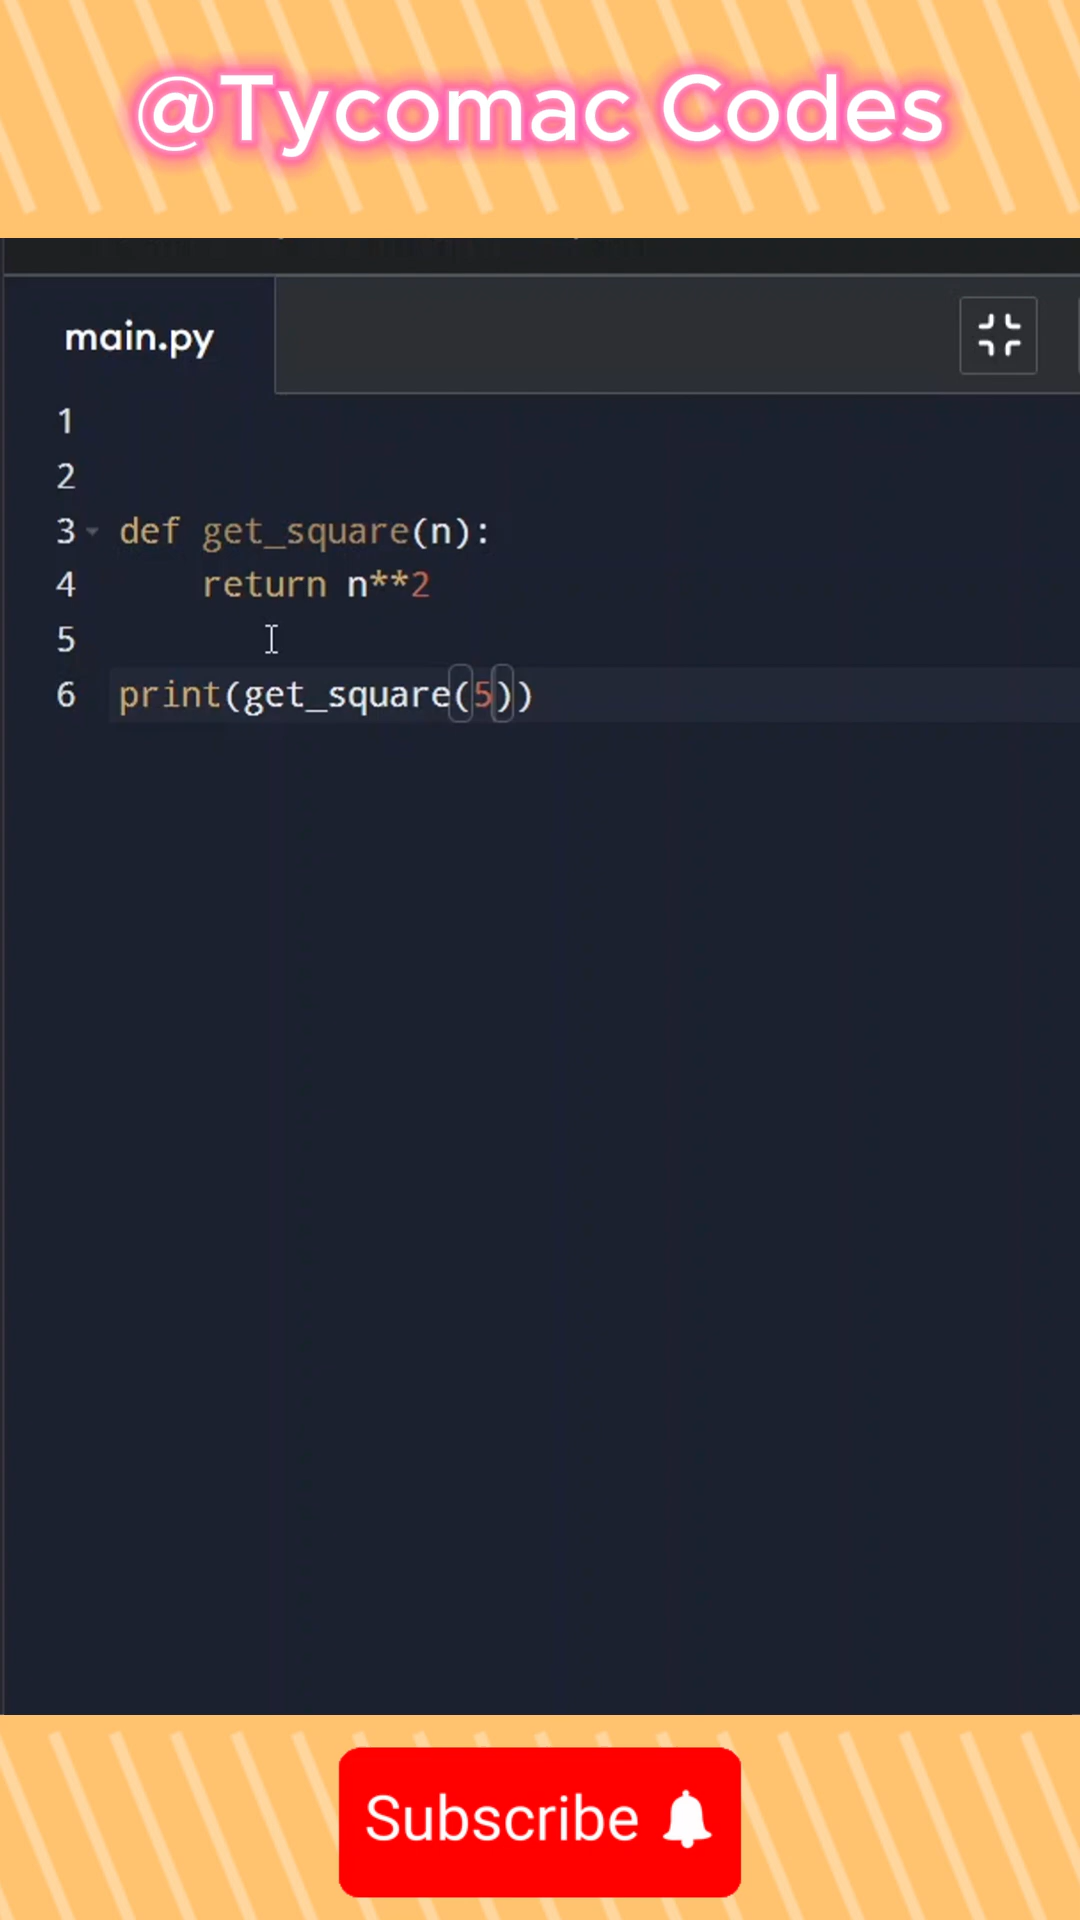 @Tycomac Codes
main.py
1
2
3 def get_square(n):
4 return n**2
5
6 print(get_square(5))
Subscribe